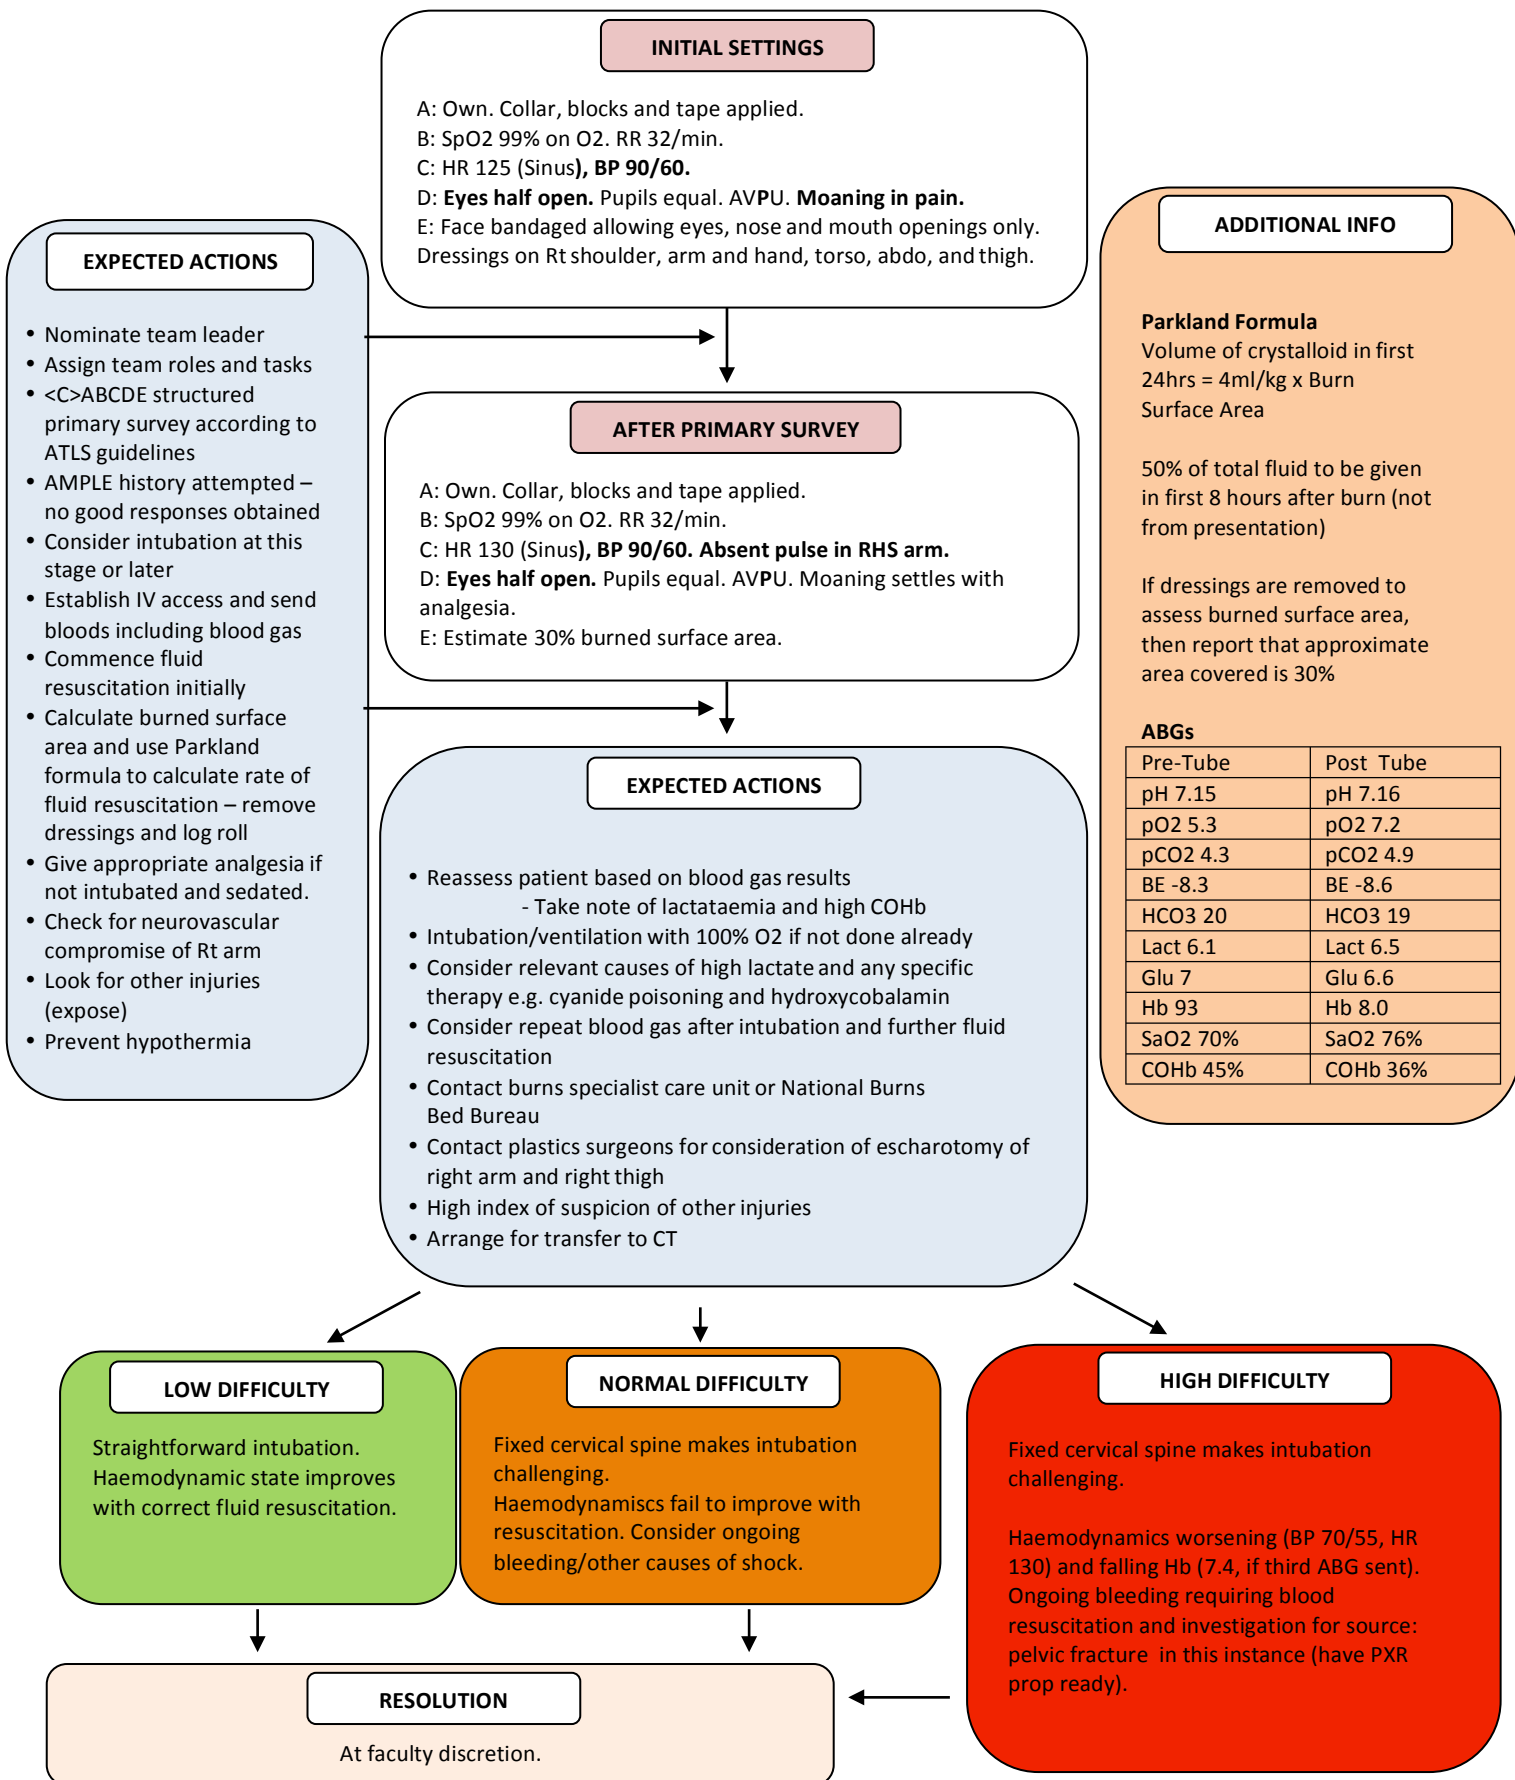 INITIAL SETTINGS
A: Own. Collar, blocks and tape applied.
B: SpO2 99% on O2. RR 32/min.
C: HR 125 (Sinus), BP 90/60.
D: Eyes half open. Pupils equal. AVPU. Moaning in pain.
E: Face bandaged allowing eyes, nose and mouth openings only.
Dressings on Rt shoulder, arm and hand, torso, abdo, and thigh.
EXPECTED ACTIONS
• Nominate team leader
• Assign team roles and tasks
• <C>ABCDE structured
primary survey according to
ATLS guidelines
• AMPLE history attempted –
no good responses obtained
• Consider intubation at this
stage or later
• Establish IV access and send
bloods including blood gas
• Commence fluid
resuscitation initially
• Calculate burned surface
area and use Parkland
formula to calculate rate of
fluid resuscitation – remove
dressings and log roll
• Give appropriate analgesia if
not intubated and sedated.
• Check for neurovascular
compromise of Rt arm
• Look for other injuries
(expose)
• Prevent hypothermia
AFTER PRIMARY SURVEY
A: Own. Collar, blocks and tape applied.
B: SpO2 99% on O2. RR 32/min.
C: HR 130 (Sinus), BP 90/60. Absent pulse in RHS arm.
D: Eyes half open. Pupils equal. AVPU. Moaning settles with
analgesia.
E: Estimate 30% burned surface area.
ADDITIONAL INFO
Parkland Formula
Volume of crystalloid in first
24hrs = 4ml/kg x Burn
Surface Area
50% of total fluid to be given
in first 8 hours after burn (not
from presentation)
If dressings are removed to
assess burned surface area,
then report that approximate
area covered is 30%
ABGs
Pre-Tube Post Tube
pH 7.15 pH 7.16
pO2 5.3 pO2 7.2
pCO2 4.3 pCO2 4.9
BE -8.3 BE -8.6
HCO3 20 HCO3 19
Lact 6.1 Lact 6.5
Glu 7 Glu 6.6
Hb 93 Hb 8.0
SaO2 70% SaO2 76%
COHb 45% COHb 36%
EXPECTED ACTIONS
• Reassess patient based on blood gas results
- Take note of lactataemia and high COHb
• Intubation/ventilation with 100% O2 if not done already
• Consider relevant causes of high lactate and any specific
therapy e.g. cyanide poisoning and hydroxycobalamin
• Consider repeat blood gas after intubation and further fluid
resuscitation
• Contact burns specialist care unit or National Burns
Bed Bureau
• Contact plastics surgeons for consideration of escharotomy of
right arm and right thigh
• High index of suspicion of other injuries
• Arrange for transfer to CT
LOW DIFFICULTY
Straightforward intubation.
Haemodynamic state improves
with correct fluid resuscitation.
NORMAL DIFFICULTY
Fixed cervical spine makes intubation
challenging.
Haemodynamiscs fail to improve with
resuscitation. Consider ongoing
bleeding/other causes of shock.
HIGH DIFFICULTY
Fixed cervical spine makes intubation
challenging.
Haemodynamics worsening (BP 70/55, HR
130) and falling Hb (7.4, if third ABG sent).
Ongoing bleeding requiring blood
resuscitation and investigation for source:
pelvic fracture in this instance (have PXR
prop ready).
RESOLUTION
At faculty discretion.